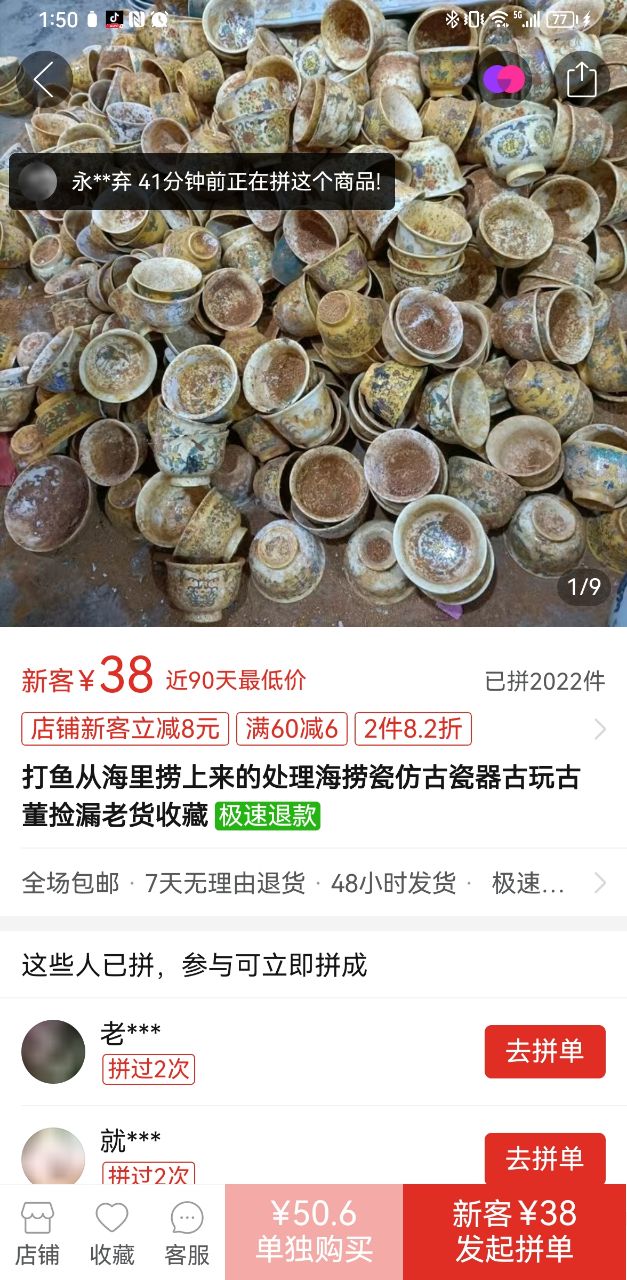 1:50
5G
77
永**弃 41分钟前正在拼这个商品!
1/9
新客¥38 近90天最低价 已拼2022件
店铺新客立减8元 满60减6 2件8.2折
打鱼从海里捞上来的处理海捞瓷仿古瓷器古玩古
董捡漏老货收藏 极速退款
全场包邮 · 7天无理由退货 · 48小时发货 · 极速...
这些人已拼，参与可立即拼成
老***
拼过2次
去拼单
就***
拼过2次
去拼单
店铺 收藏 客服
¥50.6
单独购买
新客¥38
发起拼单